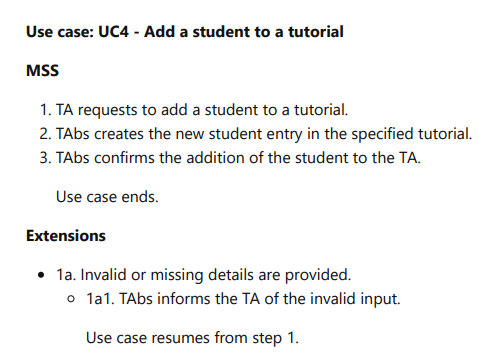 Use case: UC4 - Add a student to a tutorial
MSS
1. TA requests to add a student to a tutorial.
2. TAbs creates the new student entry in the specified tutorial.
3. TAbs confirms the addition of the student to the TA.
Use case ends.
Extensions
• 1a. Invalid or missing details are provided.
○ 1a1. TAbs informs the TA of the invalid input.
Use case resumes from step 1.